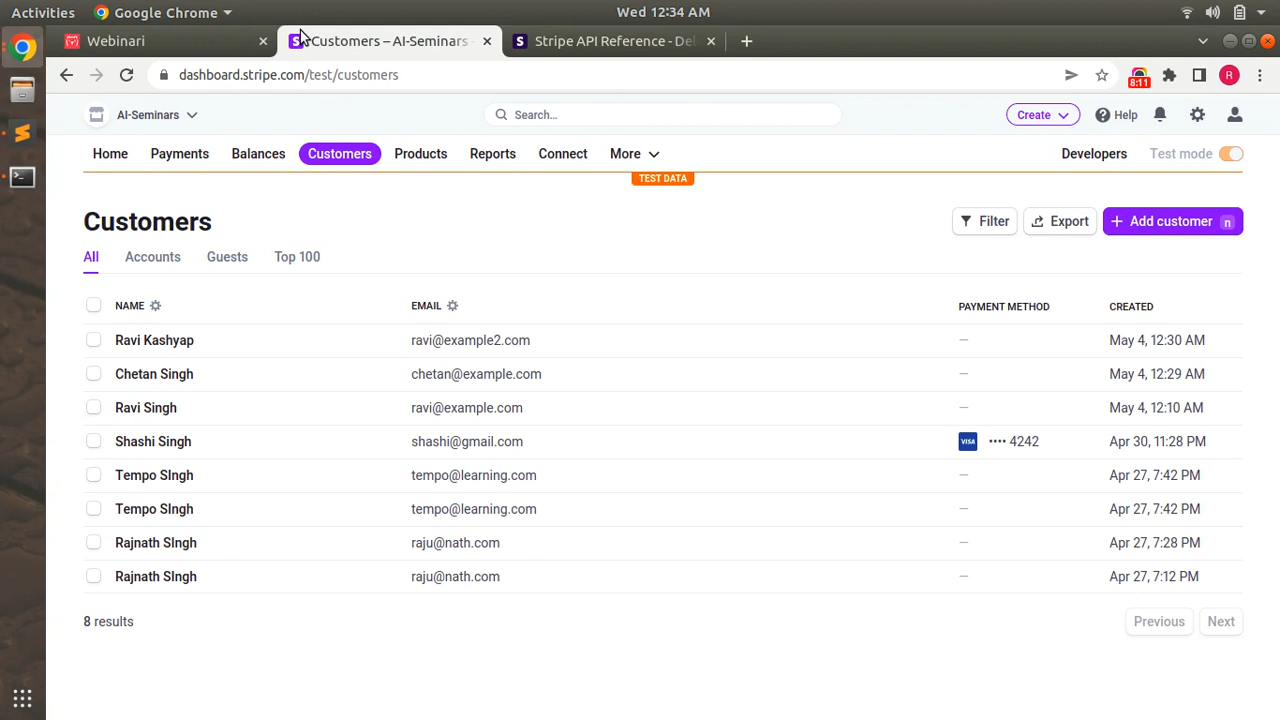 Activities Google Chrome Wed 12:34 AM
Webinari Customers – AI-Seminars - Stripe API Reference - Del
dashboard.stripe.com/test/customers 8:11 R
AI-Seminars Search... Create Help
Home Payments Balances Customers Products Reports Connect More Developers Test mode
TEST DATA
Customers Filter Export Add customer n
All Accounts Guests Top 100
NAME EMAIL PAYMENT METHOD CREATED
Ravi Kashyap ravi@example2.com — May 4, 12:30 AM
Chetan Singh chetan@example.com — May 4, 12:29 AM
Ravi Singh ravi@example.com — May 4, 12:10 AM
Shashi Singh shashi@gmail.com VISA •••• 4242 Apr 30, 11:28 PM
Tempo SIngh tempo@learning.com — Apr 27, 7:42 PM
Tempo SIngh tempo@learning.com — Apr 27, 7:42 PM
Rajnath SIngh raju@nath.com — Apr 27, 7:28 PM
Rajnath SIngh raju@nath.com — Apr 27, 7:12 PM
8 results Previous Next